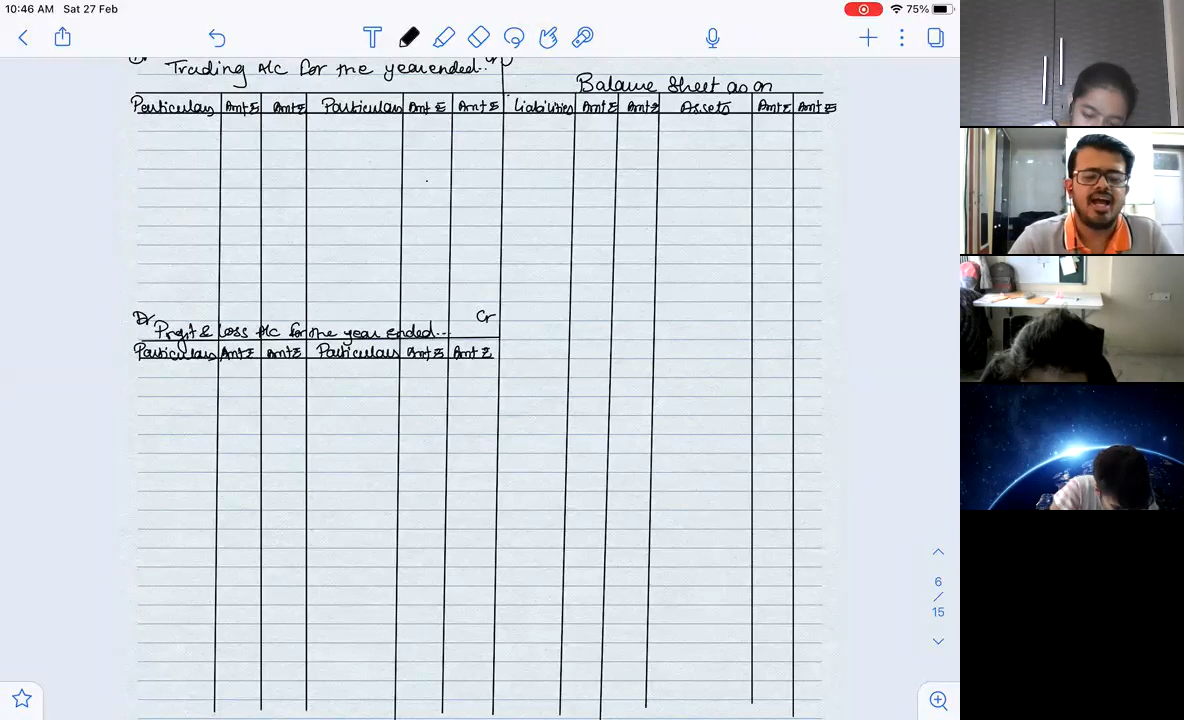 10:46 AM Sat 27 Feb
75%
Trading A/c for the year ended..
Balance Sheet as on
Particulars Amt₹ Amt₹ Particulars Amt₹ Amt₹ Liabilities Amt₹ Amt₹ Assets Amt₹ Amt₹
Dr Cr
Profit & Loss A/c for the year ended...
Particulars Amt₹ Amt₹ Particulars Amt₹ Amt₹
6
/
15